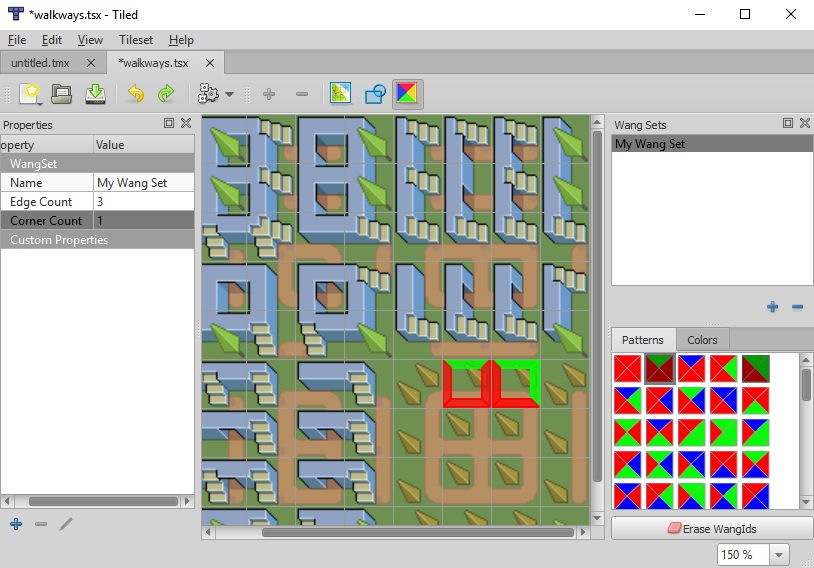 *walkways.tsx - Tiled
File Edit View Tileset Help
untitled.tmx *walkways.tsx
Properties
operty Value
WangSet
Name My Wang Set
Edge Count 3
Corner Count 1
Custom Properties
Wang Sets
My Wang Set
Patterns Colors
Erase WangIds
150 %